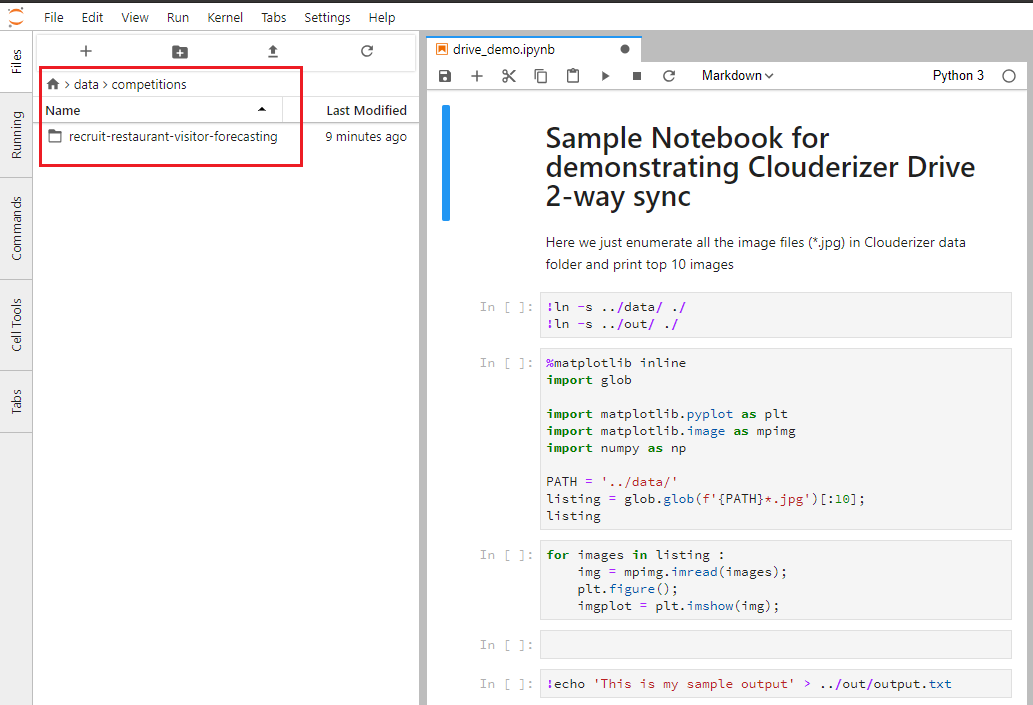 File Edit View Run Kernel Tabs Settings Help
Files
Running
Commands
Cell Tools
Tabs
data > competitions
Name Last Modified
recruit-restaurant-visitor-forecasting 9 minutes ago
drive_demo.ipynb
Markdown Python 3
Sample Notebook for
demonstrating Clouderizer Drive
2-way sync
Here we just enumerate all the image files (*.jpg) in Clouderizer data
folder and print top 10 images
In [ ]: !ln -s ../data/ ./
!ln -s ../out/ ./
In [ ]: %matplotlib inline
import glob
import matplotlib.pyplot as plt
import matplotlib.image as mpimg
import numpy as np
PATH = '../data/'
listing = glob.glob(f'{PATH}*.jpg')[:10];
listing
In [ ]: for images in listing :
    img = mpimg.imread(images);
    plt.figure();
    imgplot = plt.imshow(img);
In [ ]:
In [ ]: !echo 'This is my sample output' > ../out/output.txt